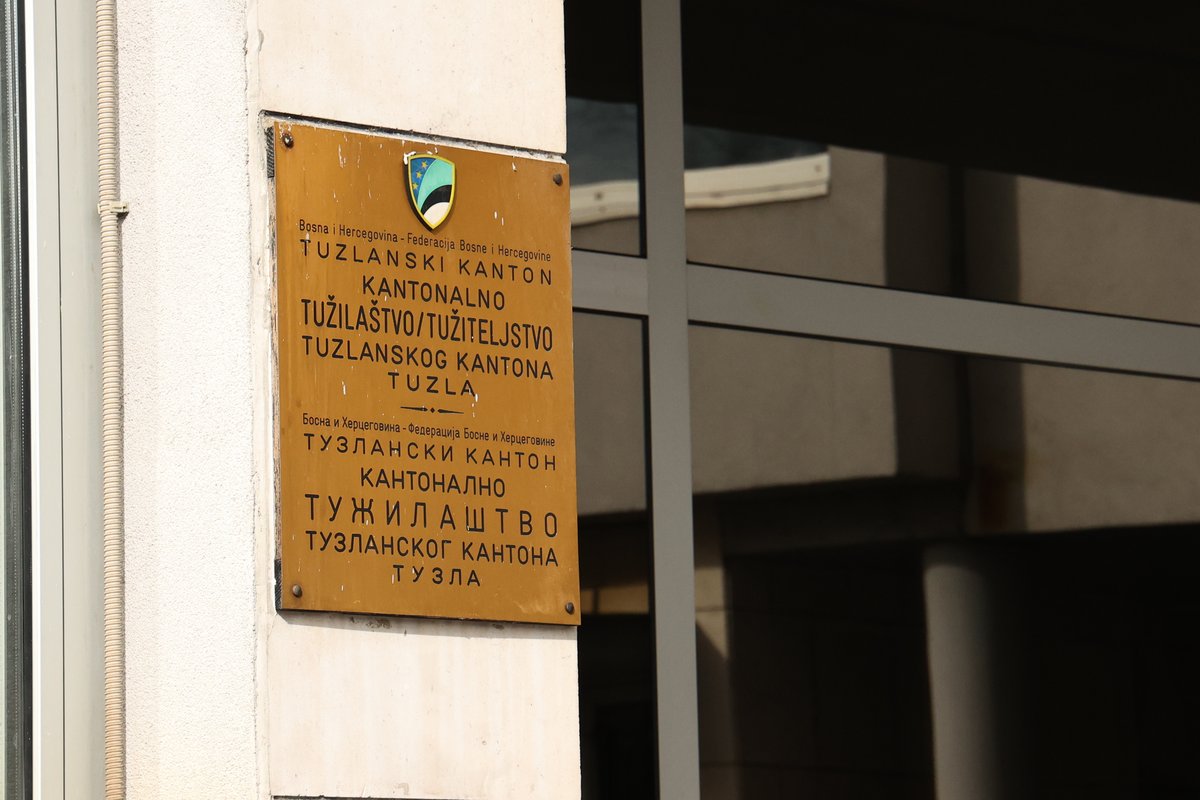 Bosna i Hercegovina - Federacija Bosne i Hercegovine
TUZLANSKI KANTON
KANTONALNO
TUŽILAŠTVO/TUŽITELJSTVO
TUZLANSKOG KANTONA
TUZLA
Босна и Херцеговина - Федерација Босне и Херцеговине
ТУЗЛАНСКИ КАНТОН
КАНТОНАЛНО
ТУЖИЛАШТВО
ТУЗЛАНСКОГ КАНТОНА
ТУЗЛА